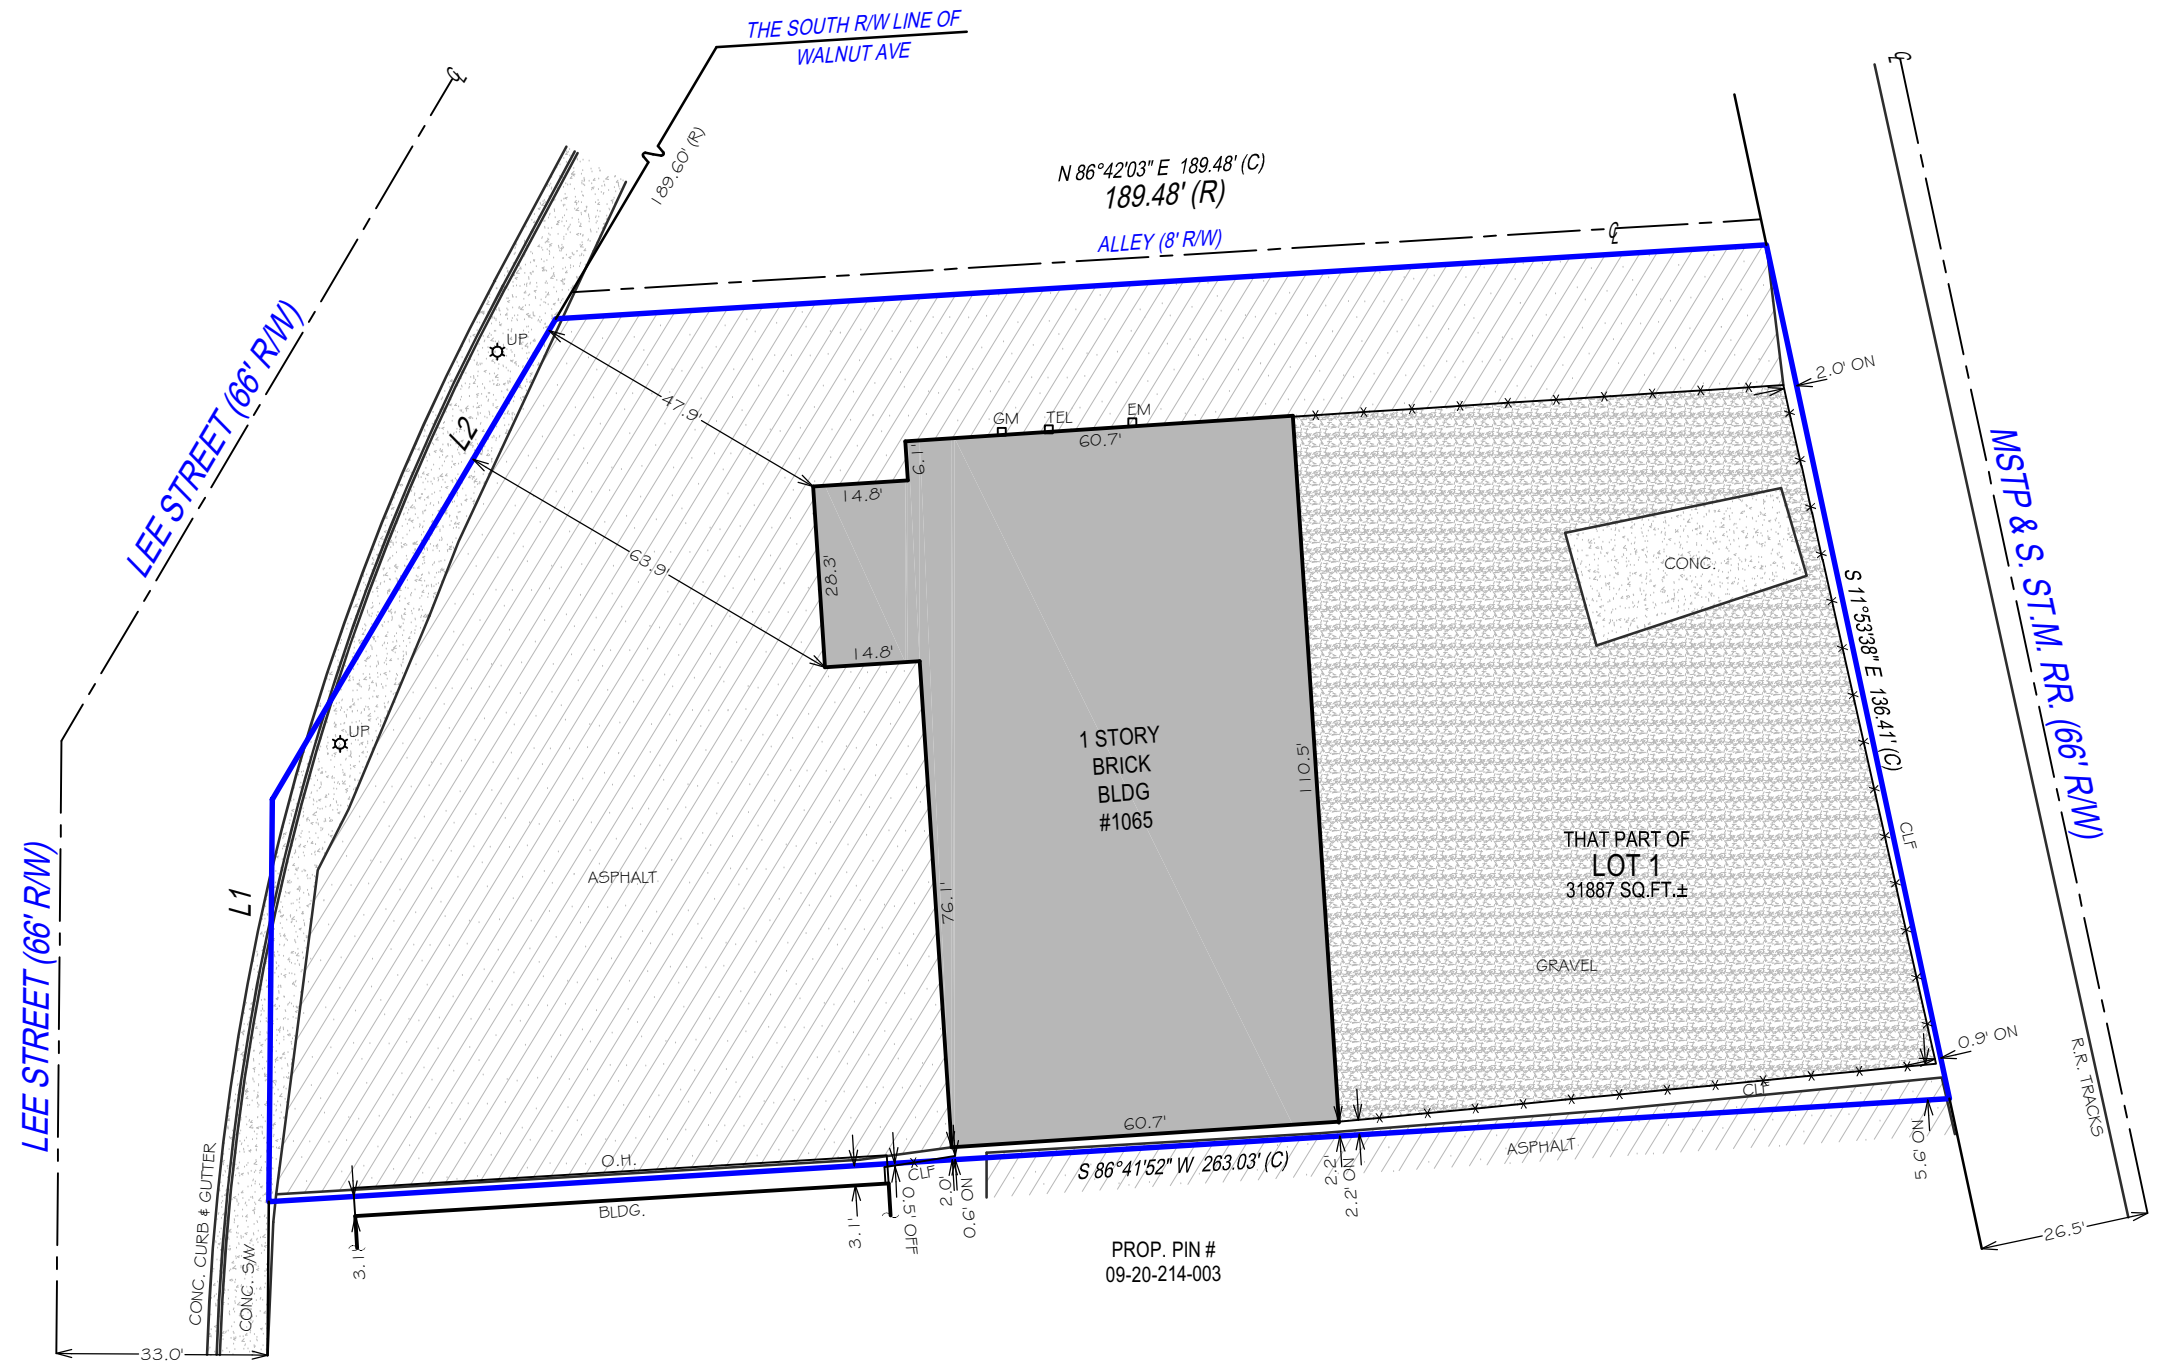 THE SOUTH R/W LINE OF
WALNUT AVE
℄
℄
189.60' (R)
N 86°42'03" E 189.48' (C)
189.48' (R)
ALLEY (8' R/W)
℄
LEE STREET (66' R/W)
UP
L2
47.9'
2.0' ON
GM
TEL
EM
60.7'
6.1'
14.8'
28.3'
63.9'
14.8'
CONC.
MSTP & S. ST.M. RR. (66' R/W)
S 11°53'38" E 136.41' (C)
UP
1 STORY
BRICK
BLDG
#1065
110.5'
THAT PART OF
LOT 1
31887 SQ.FT.±
CLF
L1
ASPHALT
76.1'
GRAVEL
LEE STREET (66' R/W)
0.9' ON
R.R. TRACKS
CLF
60.7'
O.H.
CLF
S 86°41'52" W 263.03' (C)
ASPHALT
5.6' ON
2.2'
2.2' ON
2.0'
0.6' ON
0.5' OFF
3.1'
BLDG.
3.1'
CONC. CURB & GUTTER
CONC. S/W
PROP. PIN #
09-20-214-003
26.5'
33.0'